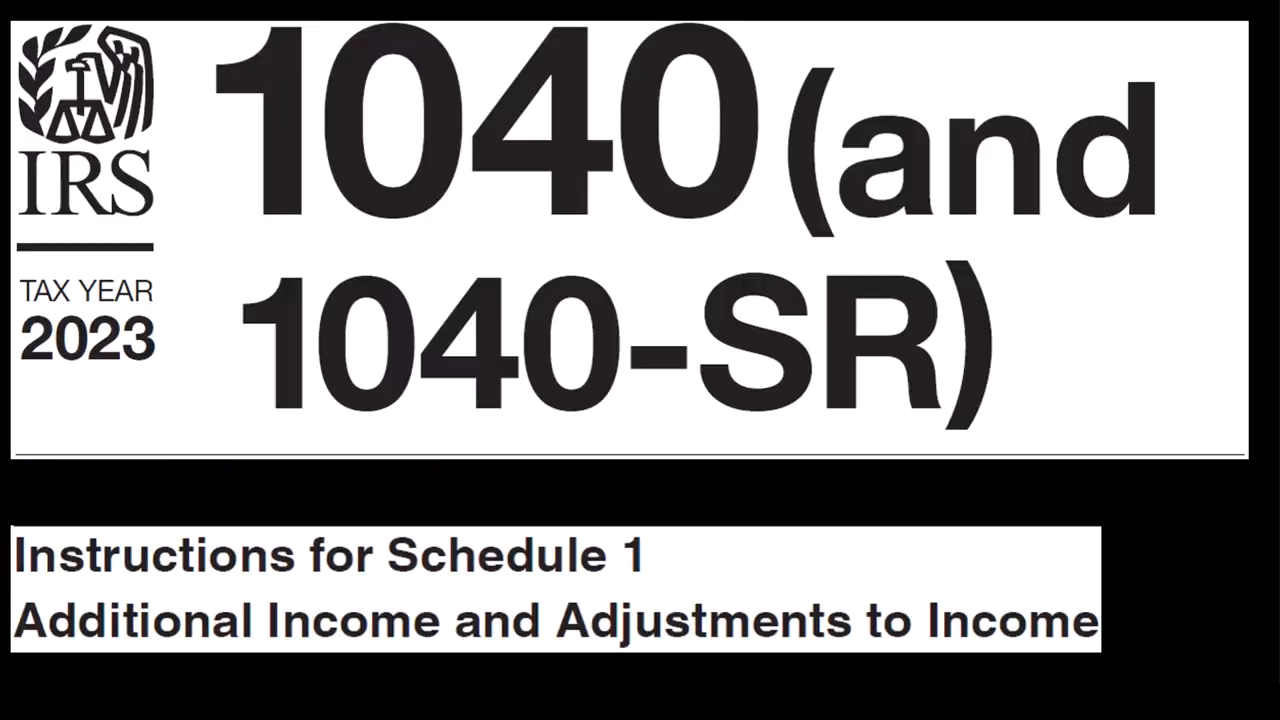 IRS
TAX YEAR
2023
1040 (and
1040-SR)
Instructions for Schedule 1
Additional Income and Adjustments to Income